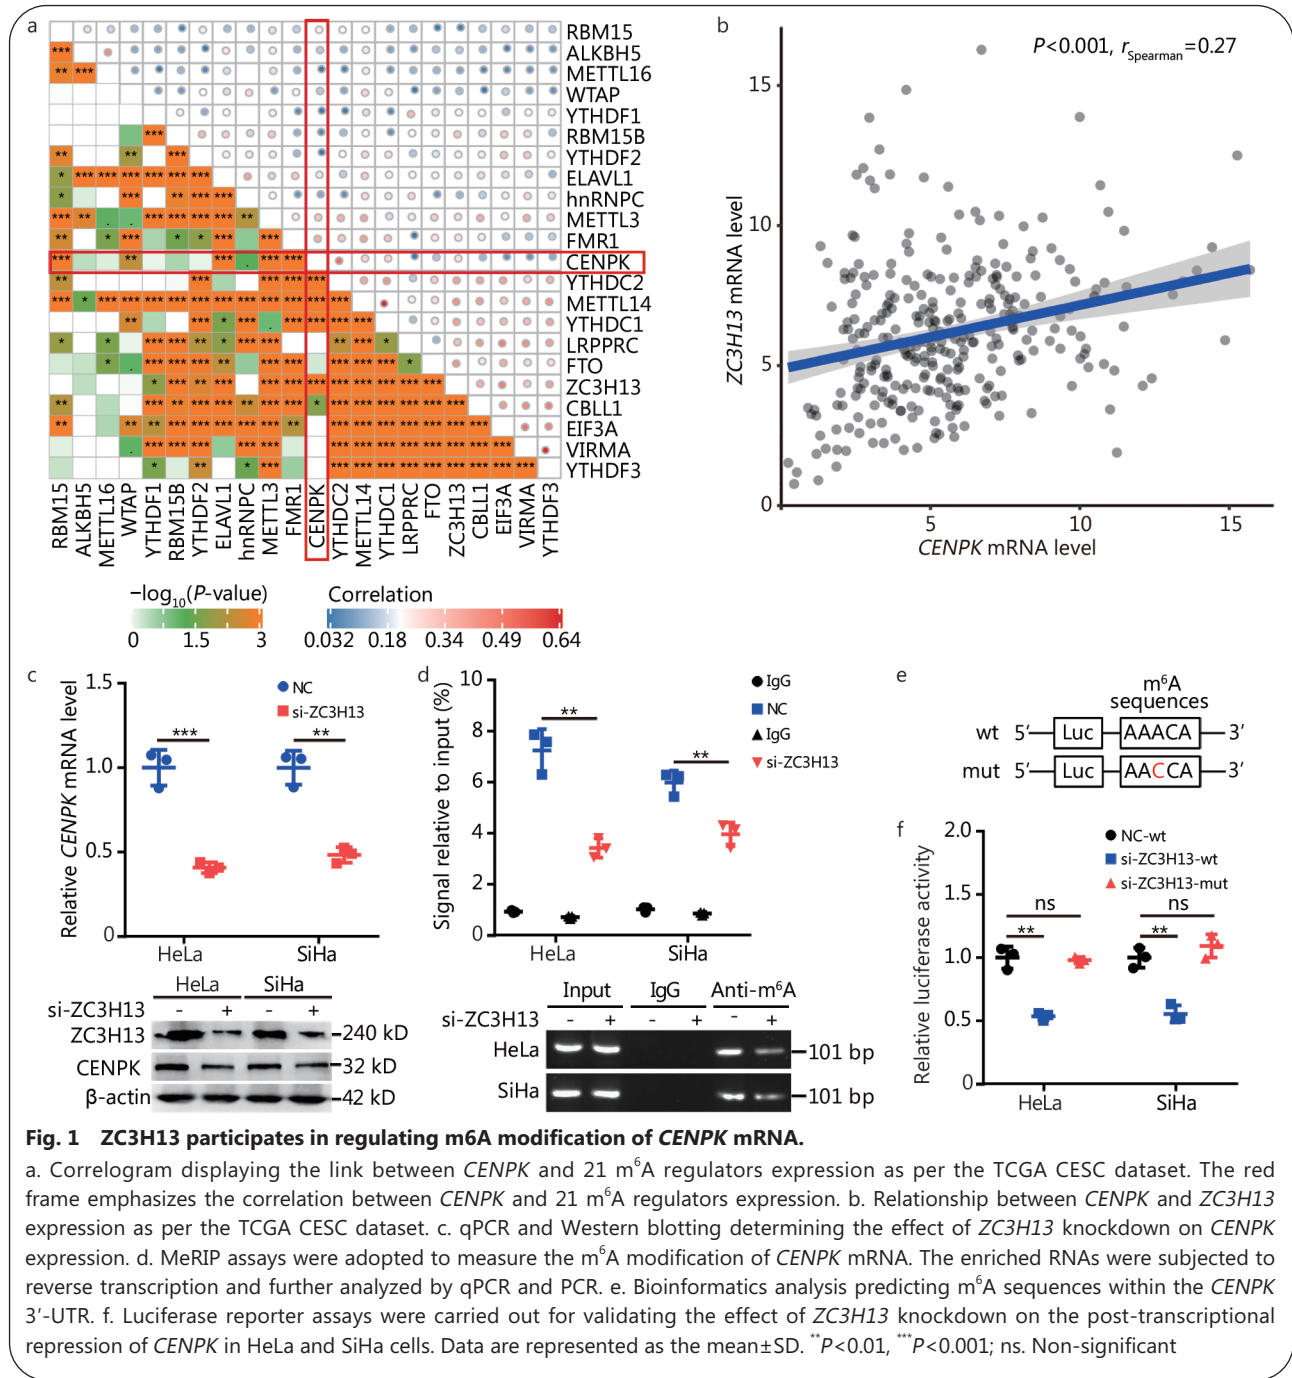 a
RBM15
ALKBH5
METTL16
WTAP
YTHDF1
RBM15B
YTHDF2
ELAVL1
hnRNPC
METTL3
FMR1
CENPK
YTHDC2
METTL14
YTHDC1
LRPPRC
FTO
ZC3H13
CBLL1
EIF3A
VIRMA
YTHDF3
RBM15 ALKBH5 METTL16 WTAP YTHDF1 RBM15B YTHDF2 ELAVL1 hnRNPC METTL3 FMR1 CENPK YTHDC2 METTL14 YTHDC1 LRPPRC FTO ZC3H13 CBLL1 EIF3A VIRMA YTHDF3
−log10(P-value)
0 1.5 3
Correlation
0.032 0.18 0.34 0.49 0.64
b
P<0.001, rSpearman=0.27
ZC3H13 mRNA level
15
10
5
0
5 10 15
CENPK mRNA level
c
Relative CENPK mRNA level
1.5
1.0
0.5
0
NC
si-ZC3H13
*** **
HeLa SiHa
HeLa SiHa
si-ZC3H13 - + - +
ZC3H13 240 kD
CENPK 32 kD
β-actin 42 kD
d
Signal relative to input (%)
10
8
6
4
2
0
IgG
NC
IgG
si-ZC3H13
** **
HeLa SiHa
Input IgG Anti-m⁶A
si-ZC3H13 - + - + - +
HeLa 101 bp
SiHa 101 bp
e
m⁶A
sequences
wt 5′ Luc AAACA 3′
mut 5′ Luc AACCA 3′
f
Relative luciferase activity
2.0
1.5
1.0
0.5
0
NC-wt
si-ZC3H13-wt
si-ZC3H13-mut
ns ns
** **
HeLa SiHa
Fig. 1 ZC3H13 participates in regulating m6A modification of CENPK mRNA.
a. Correlogram displaying the link between CENPK and 21 m⁶A regulators expression as per the TCGA CESC dataset. The red
frame emphasizes the correlation between CENPK and 21 m⁶A regulators expression. b. Relationship between CENPK and ZC3H13
expression as per the TCGA CESC dataset. c. qPCR and Western blotting determining the effect of ZC3H13 knockdown on CENPK
expression. d. MeRIP assays were adopted to measure the m⁶A modification of CENPK mRNA. The enriched RNAs were subjected to
reverse transcription and further analyzed by qPCR and PCR. e. Bioinformatics analysis predicting m⁶A sequences within the CENPK
3′-UTR. f. Luciferase reporter assays were carried out for validating the effect of ZC3H13 knockdown on the post-transcriptional
repression of CENPK in HeLa and SiHa cells. Data are represented as the mean±SD. **P<0.01, ***P<0.001; ns. Non-significant